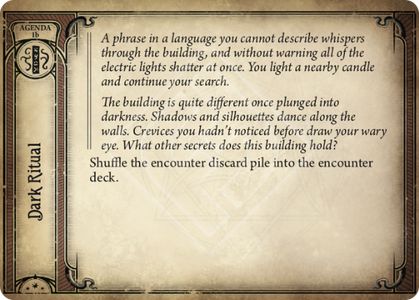 AGENDA
1b
Dark Ritual
A phrase in a language you cannot describe whispers
through the building, and without warning all of the
electric lights shatter at once. You light a nearby candle
and continue your search.
The building is quite different once plunged into
darkness. Shadows and silhouettes dance along the
walls. Crevices you hadn't noticed before draw your wary
eye. What other secrets does this building hold?
Shuffle the encounter discard pile into the encounter
deck.